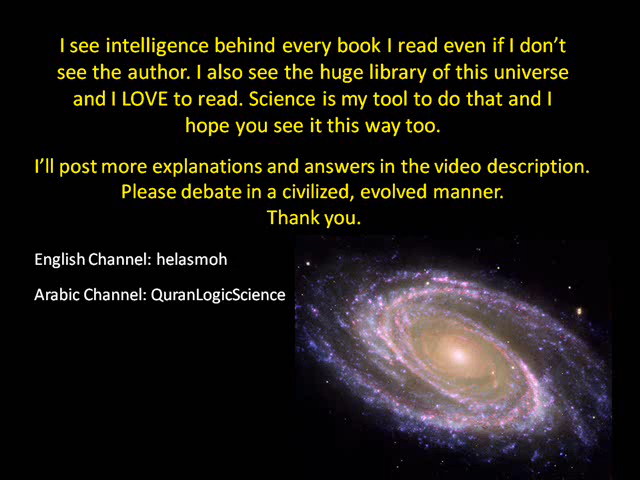 I see intelligence behind every book I read even if I don’t
see the author. I also see the huge library of this universe
and I LOVE to read. Science is my tool to do that and I
hope you see it this way too.
I’ll post more explanations and answers in the video description.
Please debate in a civilized, evolved manner.
Thank you.
English Channel: helasmoh
Arabic Channel: QuranLogicScience